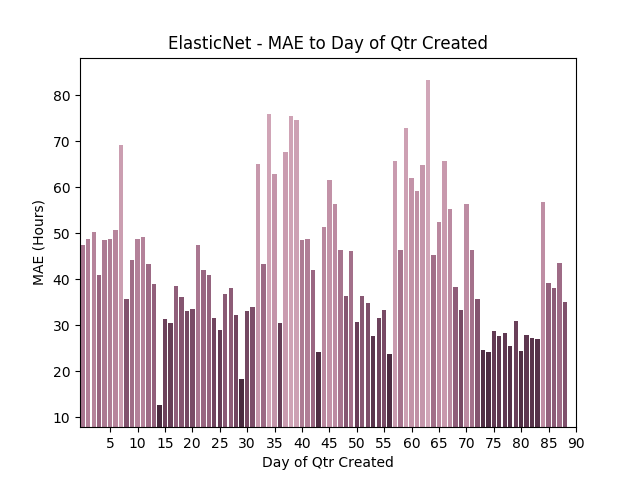 ElasticNet - MAE to Day of Qtr Created
MAE (Hours)
80
70
60
50
40
30
20
10
5 10 15 20 25 30 35 40 45 50 55 60 65 70 75 80 85 90
Day of Qtr Created